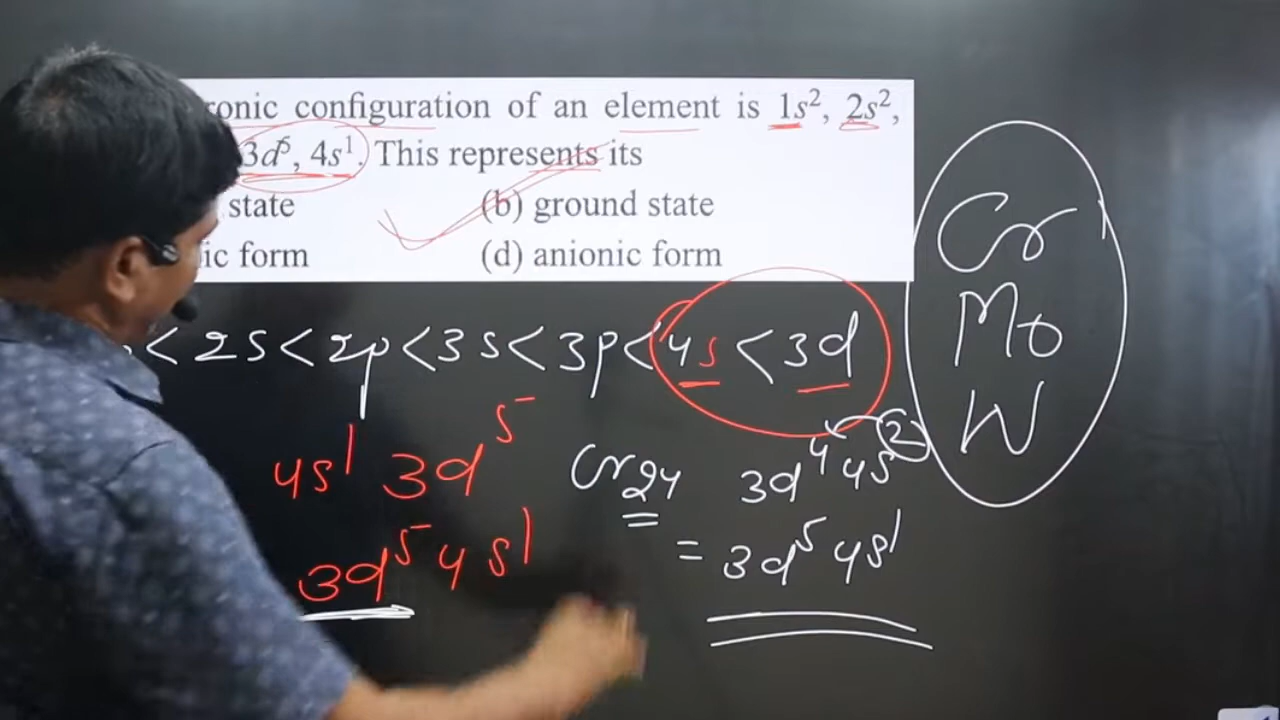 ronic configuration of an element is 1s², 2s²,
3d⁵, 4s¹. This represents its
state (b) ground state
ic form (d) anionic form
< 2s < 2p < 3s < 3p < 4s < 3d
4s¹ 3d⁵
3d⁵ 4s¹
Cr24 3d⁴ 4s²
= 3d⁵ 4s¹
Cr
Mo
W